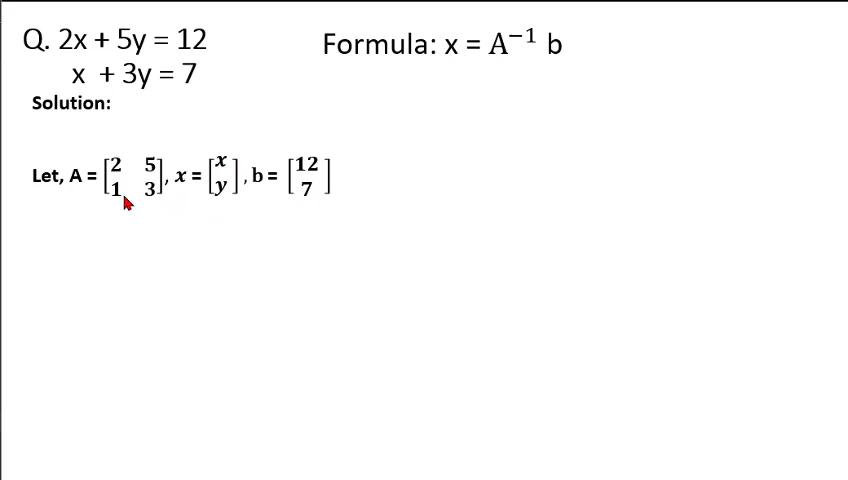 Q. 2x + 5y = 12
x + 3y = 7
Formula: x = A⁻¹ b
Solution:
Let, A = [2 5; 1 3], x = [x; y], b = [12; 7]